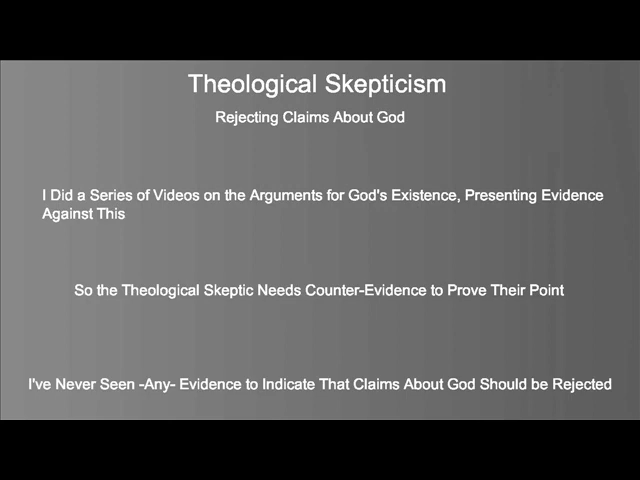 Theological Skepticism
Rejecting Claims About God
I Did a Series of Videos on the Arguments for God's Existence, Presenting Evidence
Against This
So the Theological Skeptic Needs Counter-Evidence to Prove Their Point
I've Never Seen -Any- Evidence to Indicate That Claims About God Should be Rejected